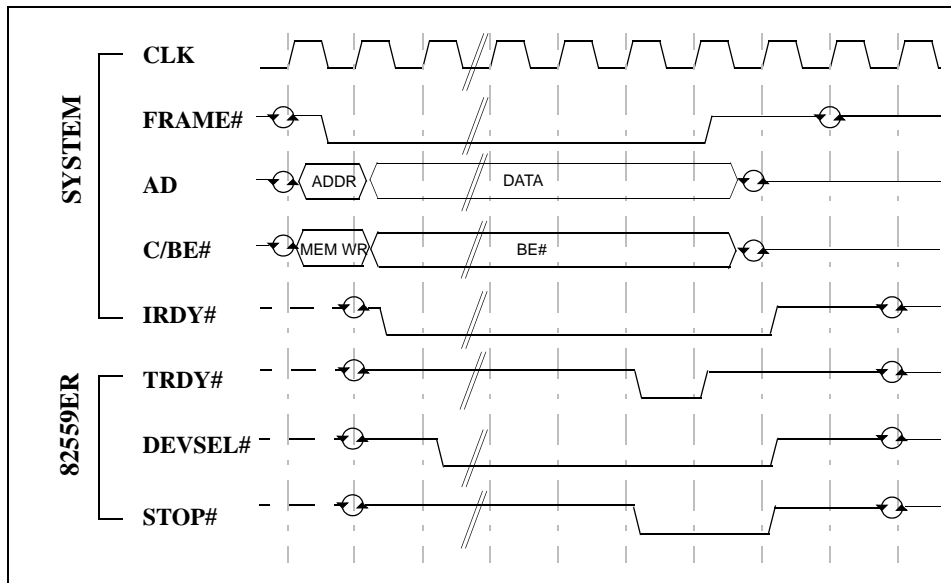 SYSTEM
CLK
FRAME#
AD
ADDR
DATA
C/BE#
MEM WR
BE#
IRDY#
82559ER
TRDY#
DEVSEL#
STOP#